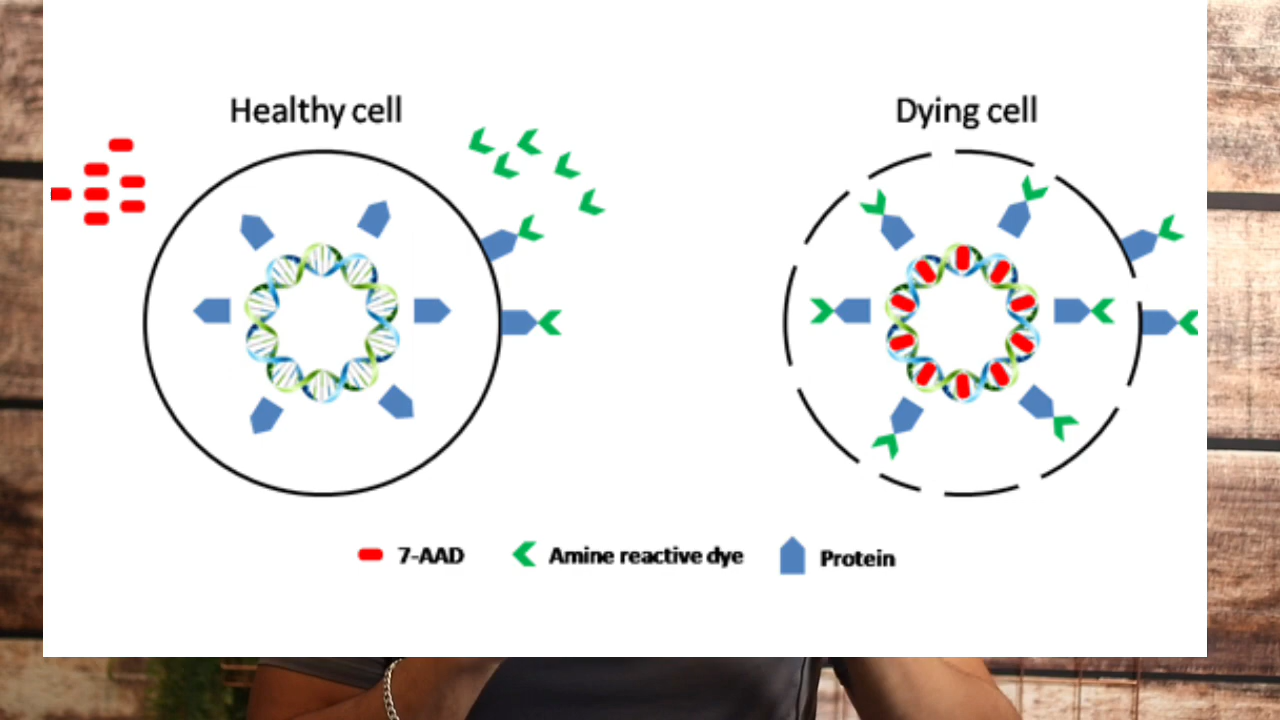 Healthy cell
Dying cell
7-AAD
Amine reactive dye
Protein